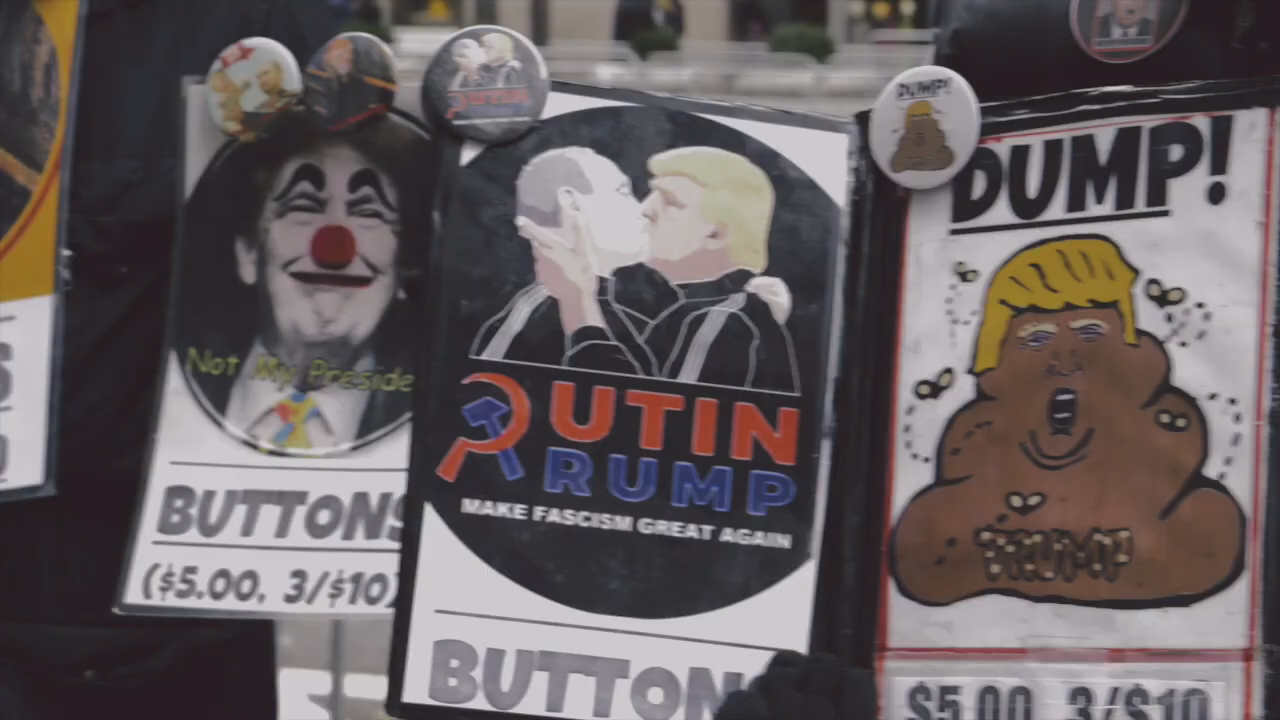 Not My Preside
BUTTONS
($5.00, 3/$10)
UTIN
RUMP
MAKE FASCISM GREAT AGAIN
BUTTON
DUMP!
DUMP!
TRUMP
$5.00 3/$10